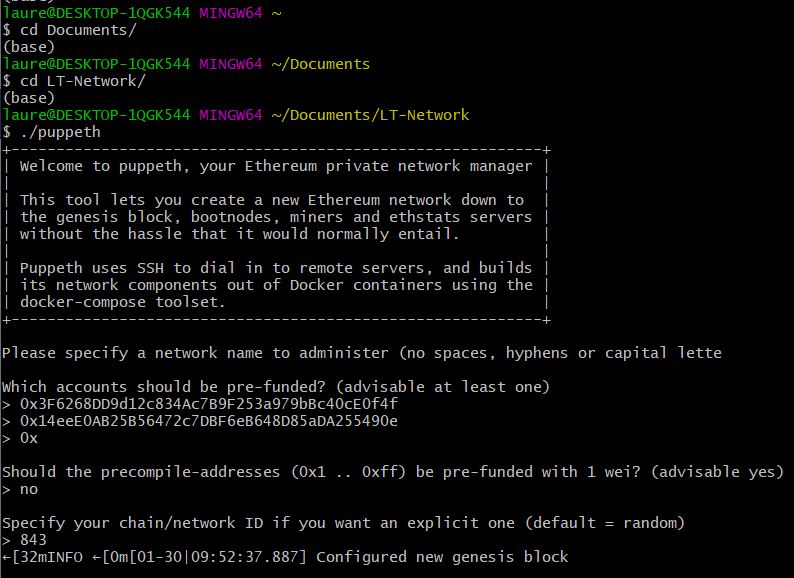 (base)
laure@DESKTOP-1QGK544 MINGW64 ~
$ cd Documents/
(base)
laure@DESKTOP-1QGK544 MINGW64 ~/Documents
$ cd LT-Network/
(base)
laure@DESKTOP-1QGK544 MINGW64 ~/Documents/LT-Network
$ ./puppeth
+-----------------------------------------------------------+
| Welcome to puppeth, your Ethereum private network manager |
|                                                           |
| This tool lets you create a new Ethereum network down to  |
| the genesis block, bootnodes, miners and ethstats servers |
| without the hassle that it would normally entail.         |
|                                                           |
| Puppeth uses SSH to dial in to remote servers, and builds |
| its network components out of Docker containers using the |
| docker-compose toolset.                                   |
+-----------------------------------------------------------+
Please specify a network name to administer (no spaces, hyphens or capital lette
Which accounts should be pre-funded? (advisable at least one)
> 0x3F6268DD9d12c834Ac7B9F253a979bBc40cE0f4f
> 0x14eeE0AB25B56472c7DBF6eB648D85aDA255490e
> 0x
Should the precompile-addresses (0x1 .. 0xff) be pre-funded with 1 wei? (advisable yes)
> no
Specify your chain/network ID if you want an explicit one (default = random)
> 843
←[32mINFO ←[0m[01-30|09:52:37.887] Configured new genesis block